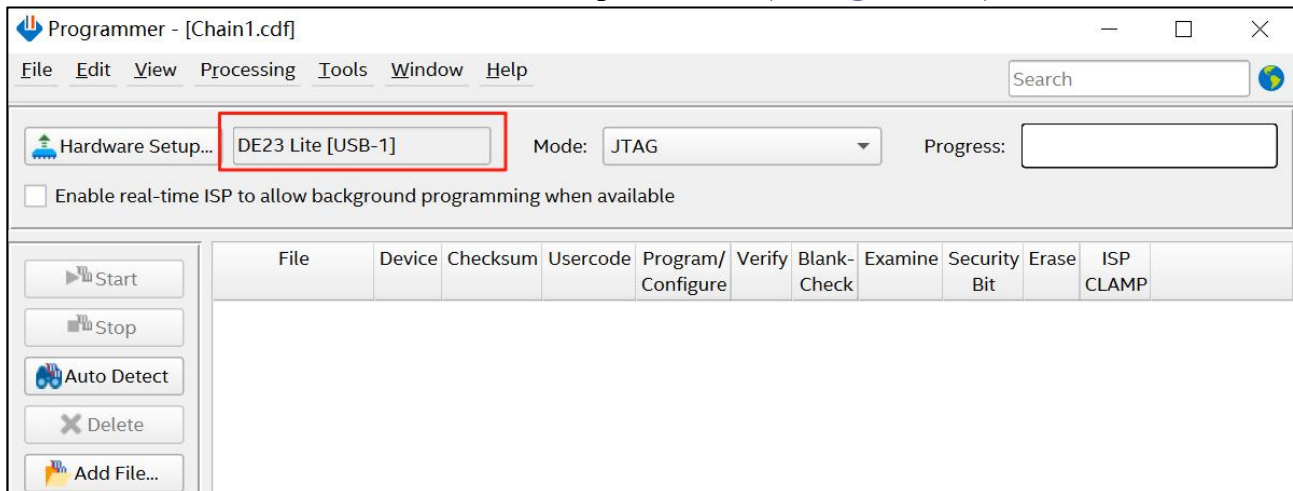 Programmer - [Chain1.cdf]
File Edit View Processing Tools Window Help
Search
Hardware Setup... DE23 Lite [USB-1] Mode: JTAG Progress:
Enable real-time ISP to allow background programming when available
File Device Checksum Usercode Program/ Verify Blank- Examine Security Erase ISP
Configure Check Bit CLAMP
Start
Stop
Auto Detect
Delete
Add File...